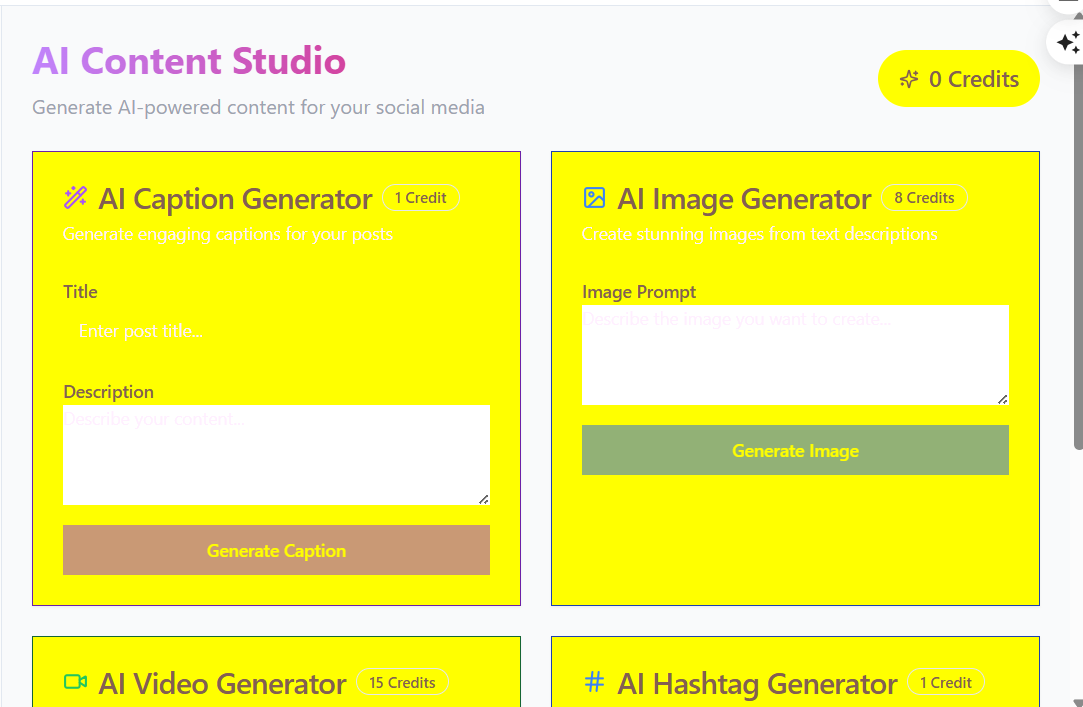 AI Content Studio
Generate AI-powered content for your social media
0 Credits
AI Caption Generator
1 Credit
Generate engaging captions for your posts
Title
Enter post title...
Description
Describe your content...
Generate Caption
AI Image Generator
8 Credits
Create stunning images from text descriptions
Image Prompt
Describe the image you want to create...
Generate Image
AI Video Generator
15 Credits
AI Hashtag Generator
1 Credit